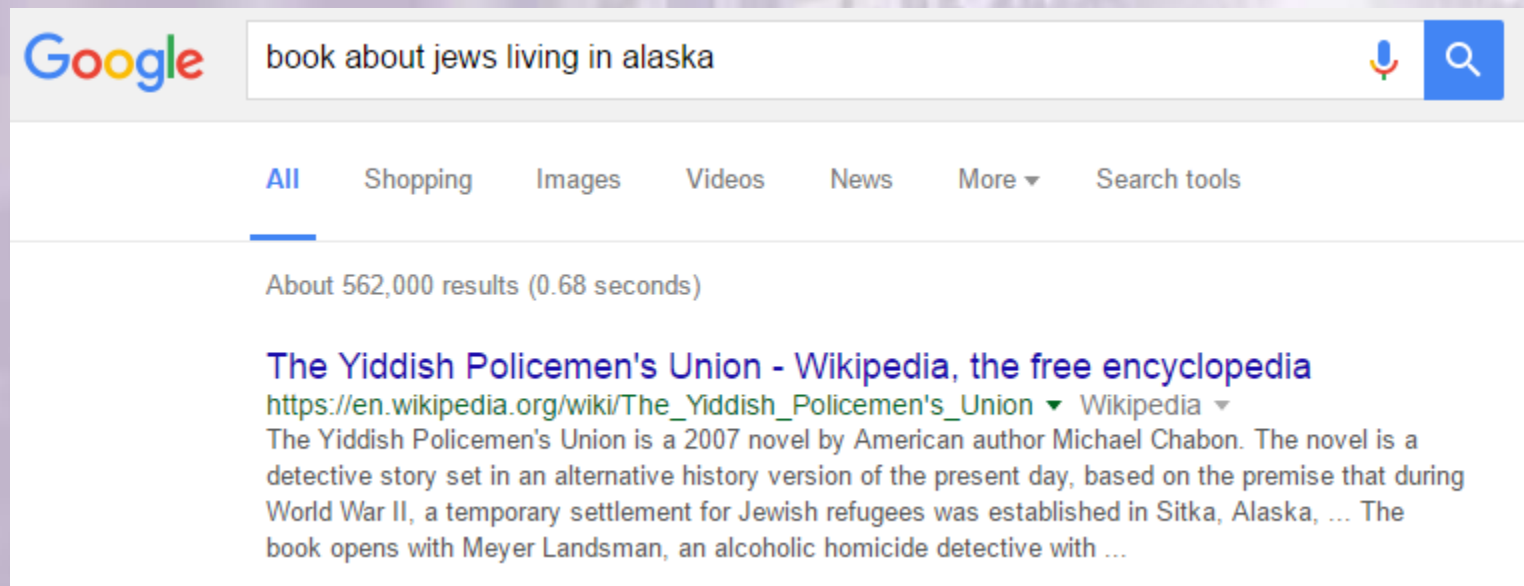 Google
book about jews living in alaska
All Shopping Images Videos News More Search tools
About 562,000 results (0.68 seconds)
The Yiddish Policemen's Union - Wikipedia, the free encyclopedia
https://en.wikipedia.org/wiki/The_Yiddish_Policemen's_Union Wikipedia
The Yiddish Policemen's Union is a 2007 novel by American author Michael Chabon. The novel is a
detective story set in an alternative history version of the present day, based on the premise that during
World War II, a temporary settlement for Jewish refugees was established in Sitka, Alaska, ... The
book opens with Meyer Landsman, an alcoholic homicide detective with ...